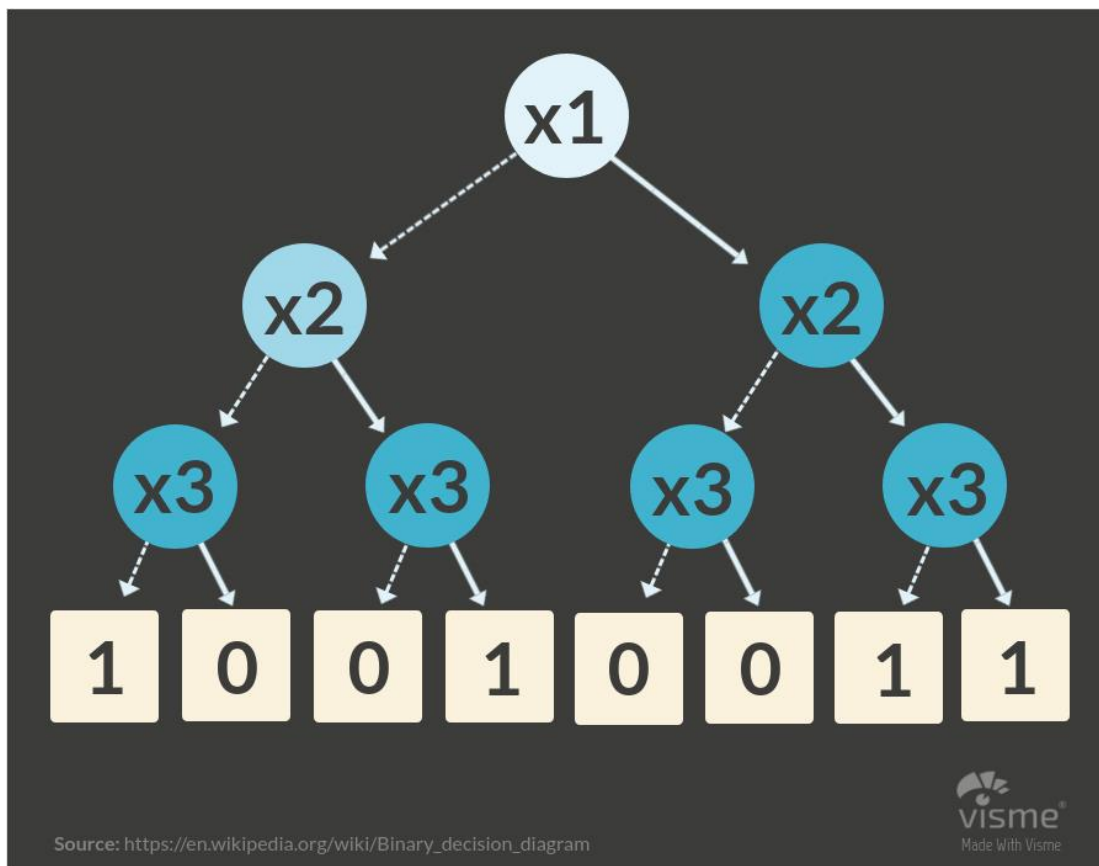 x1
x2 x2
x3 x3 x3 x3
1 0 0 1 0 0 1 1
visme®
Source: https://en.wikipedia.org/wiki/Binary_decision_diagram
Made With Visme